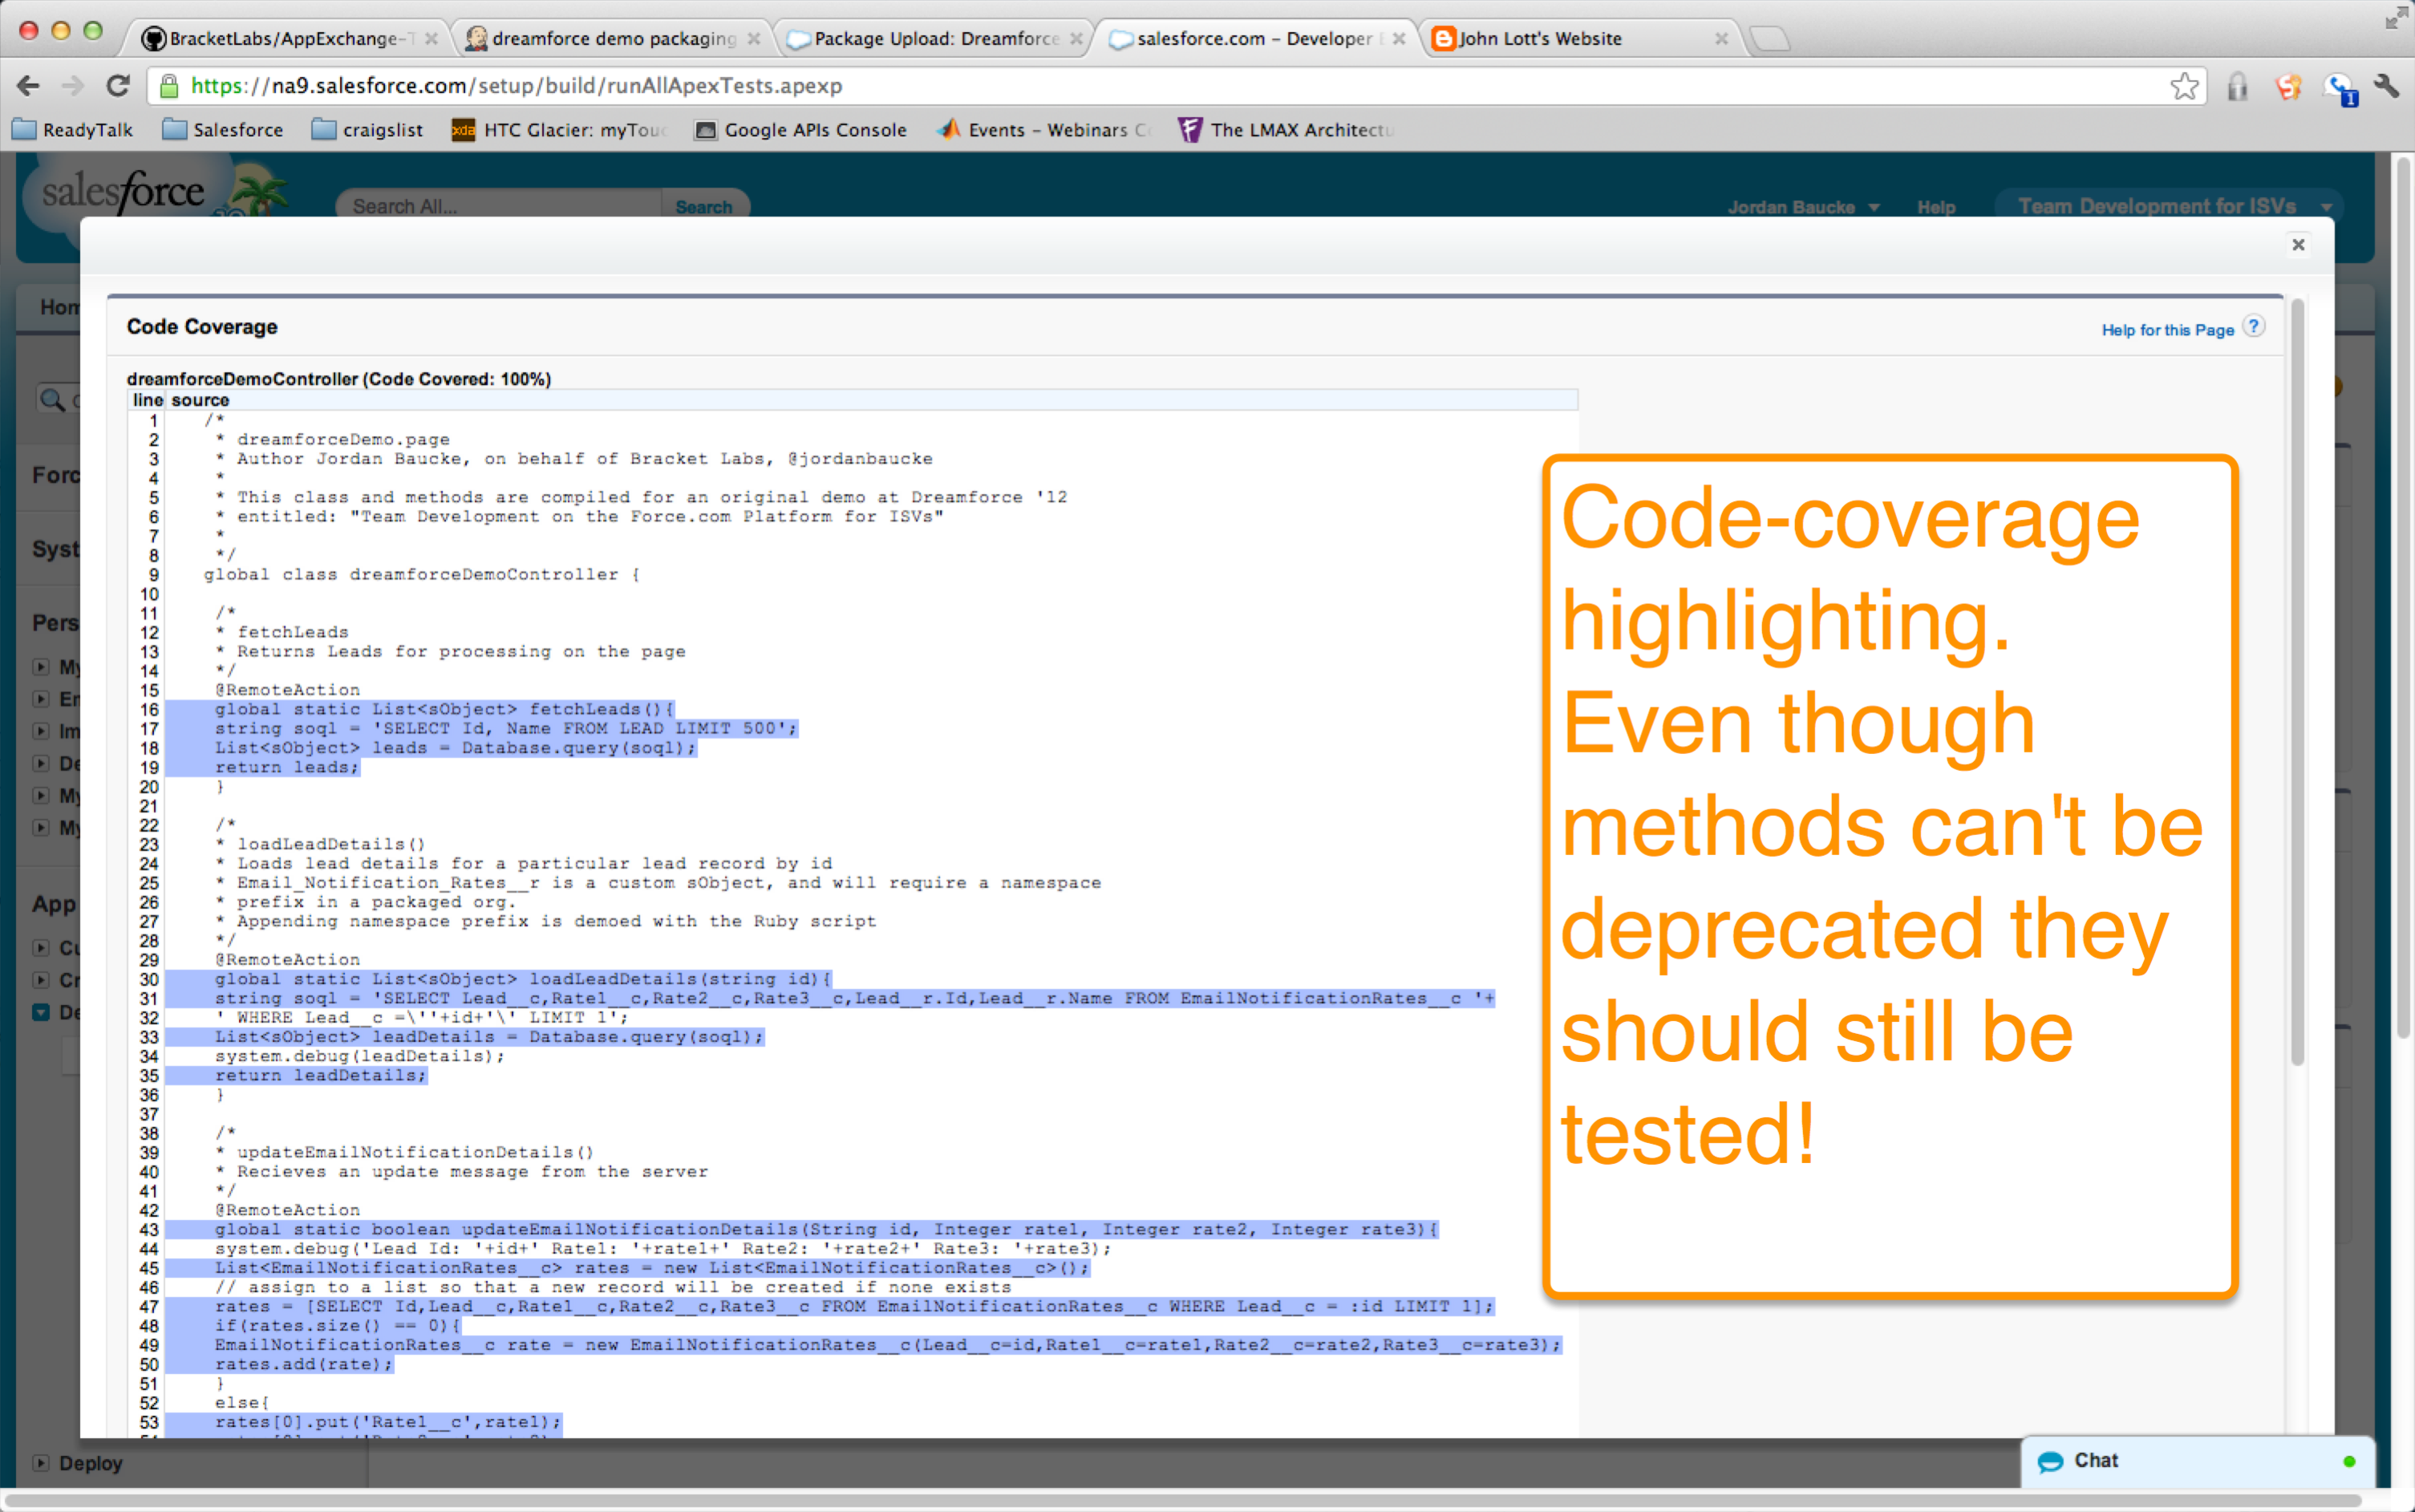 BracketLabs/AppExchange-T
dreamforce demo packaging
Package Upload: Dreamforce
salesforce.com – Developer E
John Lott's Website
https://na9.salesforce.com/setup/build/runAllApexTests.apexp
1
ReadyTalk
Salesforce
craigslist
xda
HTC Glacier: myTouc
Google APIs Console
Events – Webinars C
The LMAX Architectu
salesforce
Search All...
Search
Jordan Baucke
Help
Team Development for ISVs
Hom
Code Coverage
Help for this Page
dreamforceDemoController (Code Covered: 100%)
line source
1 /*
2 * dreamforceDemo.page
3 * Author Jordan Baucke, on behalf of Bracket Labs, @jordanbaucke
4 *
5 * This class and methods are compiled for an original demo at Dreamforce '12
6 * entitled: "Team Development on the Force.com Platform for ISVs"
7 *
8 */
9 global class dreamforceDemoController {
10
11 /*
12 * fetchLeads
13 * Returns Leads for processing on the page
14 */
15 @RemoteAction
16 global static List<sObject> fetchLeads(){
17 string soql = 'SELECT Id, Name FROM LEAD LIMIT 500';
18 List<sObject> leads = Database.query(soql);
19 return leads;
20 }
21
22 /*
23 * loadLeadDetails()
24 * Loads lead details for a particular lead record by id
25 * Email_Notification_Rates__r is a custom sObject, and will require a namespace
26 * prefix in a packaged org.
27 * Appending namespace prefix is demoed with the Ruby script
28 */
29 @RemoteAction
30 global static List<sObject> loadLeadDetails(string id){
31 string soql = 'SELECT Lead__c,Rate1__c,Rate2__c,Rate3__c,Lead__r.Id,Lead__r.Name FROM EmailNotificationRates__c '+
32 ' WHERE Lead__c =\''+id+'\' LIMIT 1';
33 List<sObject> leadDetails = Database.query(soql);
34 system.debug(leadDetails);
35 return leadDetails;
36 }
37
38 /*
39 * updateEmailNotificationDetails()
40 * Recieves an update message from the server
41 */
42 @RemoteAction
43 global static boolean updateEmailNotificationDetails(String id, Integer rate1, Integer rate2, Integer rate3){
44 system.debug('Lead Id: '+id+' Rate1: '+rate1+' Rate2: '+rate2+' Rate3: '+rate3);
45 List<EmailNotificationRates__c> rates = new List<EmailNotificationRates__c>();
46 // assign to a list so that a new record will be created if none exists
47 rates = [SELECT Id,Lead__c,Rate1__c,Rate2__c,Rate3__c FROM EmailNotificationRates__c WHERE Lead__c = :id LIMIT 1];
48 if(rates.size() == 0){
49 EmailNotificationRates__c rate = new EmailNotificationRates__c(Lead__c=id,Rate1__c=rate1,Rate2__c=rate2,Rate3__c=rate3);
50 rates.add(rate);
51 }
52 else{
53 rates[0].put('Rate1__c',rate1);
Code-coverage
highlighting.
Even though
methods can't be
deprecated they
should still be
tested!
Forc
Syst
Pers
My
En
Im
De
My
My
App
Cu
Cr
De
Deploy
Chat